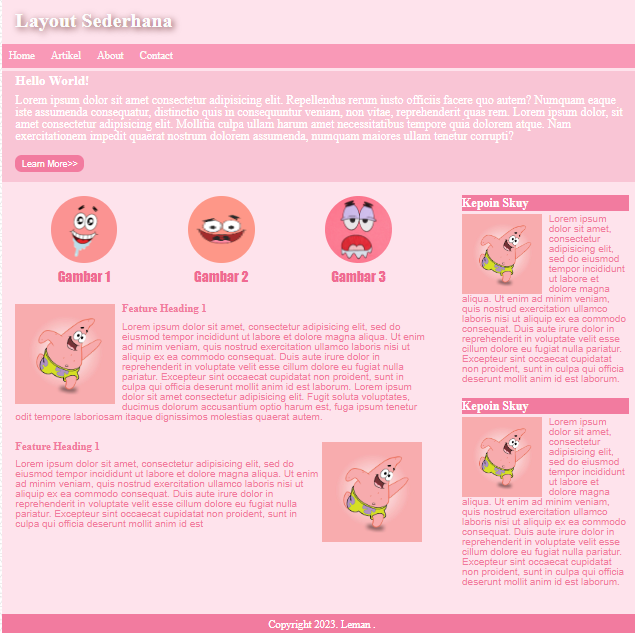 Layout Sederhana
Home Artikel About Contact
Hello World!
Lorem ipsum dolor sit amet consectetur adipisicing elit. Repellendus rerum iusto officiis facere quo autem? Numquam eaque
iste assumenda consequatur, distinctio quis in consequuntur veniam, non vitae, reprehenderit quas rem. Lorem ipsum dolor, sit
amet consectetur adipisicing elit. Mollitia culpa ullam harum amet necessitatibus tempore quia dolorem atque. Nam
exercitationem impedit quaerat nostrum dolorem assumenda, numquam maiores ullam tenetur corrupti?
Learn More>>
Gambar 1 Gambar 2 Gambar 3
Feature Heading 1
Lorem ipsum dolor sit amet, consectetur adipisicing elit, sed do
eiusmod tempor incididunt ut labore et dolore magna aliqua. Ut enim
ad minim veniam, quis nostrud exercitation ullamco laboris nisi ut
aliquip ex ea commodo consequat. Duis aute irure dolor in
reprehenderit in voluptate velit esse cillum dolore eu fugiat nulla
pariatur. Excepteur sint occaecat cupidatat non proident, sunt in
culpa qui officia deserunt mollit anim id est laborum. Lorem ipsum
dolor sit amet consectetur adipisicing elit. Fugit soluta voluptates,
ducimus dolorum accusantium optio harum est, fuga ipsum tenetur
odit tempore laboriosam itaque dignissimos molestias quaerat autem.
Feature Heading 1
Lorem ipsum dolor sit amet, consectetur adipisicing elit, sed do
eiusmod tempor incididunt ut labore et dolore magna aliqua. Ut enim
ad minim veniam, quis nostrud exercitation ullamco laboris nisi ut
aliquip ex ea commodo consequat. Duis aute irure dolor in
reprehenderit in voluptate velit esse cillum dolore eu fugiat nulla
pariatur. Excepteur sint occaecat cupidatat non proident, sunt in
culpa qui officia deserunt mollit anim id est
Kepoin Skuy
Lorem ipsum
dolor sit amet,
consectetur
adipisicing elit,
sed do eiusmod
tempor incididunt
ut labore et
dolore magna
aliqua. Ut enim ad minim veniam,
quis nostrud exercitation ullamco
laboris nisi ut aliquip ex ea commodo
consequat. Duis aute irure dolor in
reprehenderit in voluptate velit esse
cillum dolore eu fugiat nulla pariatur.
Excepteur sint occaecat cupidatat
non proident, sunt in culpa qui officia
deserunt mollit anim id est laborum.
Kepoin Skuy
Lorem ipsum
dolor sit amet,
consectetur
adipisicing elit,
sed do eiusmod
tempor incididunt
ut labore et
dolore magna
aliqua. Ut enim ad minim veniam,
quis nostrud exercitation ullamco
laboris nisi ut aliquip ex ea commodo
consequat. Duis aute irure dolor in
reprehenderit in voluptate velit esse
cillum dolore eu fugiat nulla pariatur.
Excepteur sint occaecat cupidatat
non proident, sunt in culpa qui officia
deserunt mollit anim id est laborum.
Copyright 2023. Leman .